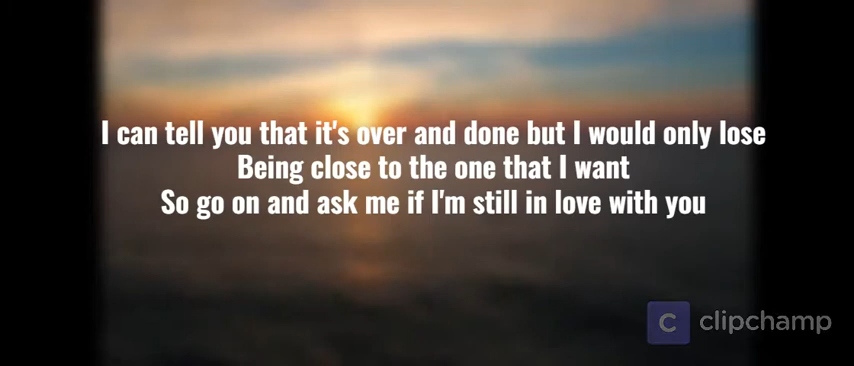 I can tell you that it's over and done but I would only lose
Being close to the one that I want
So go on and ask me if I'm still in love with you
C clipchamp